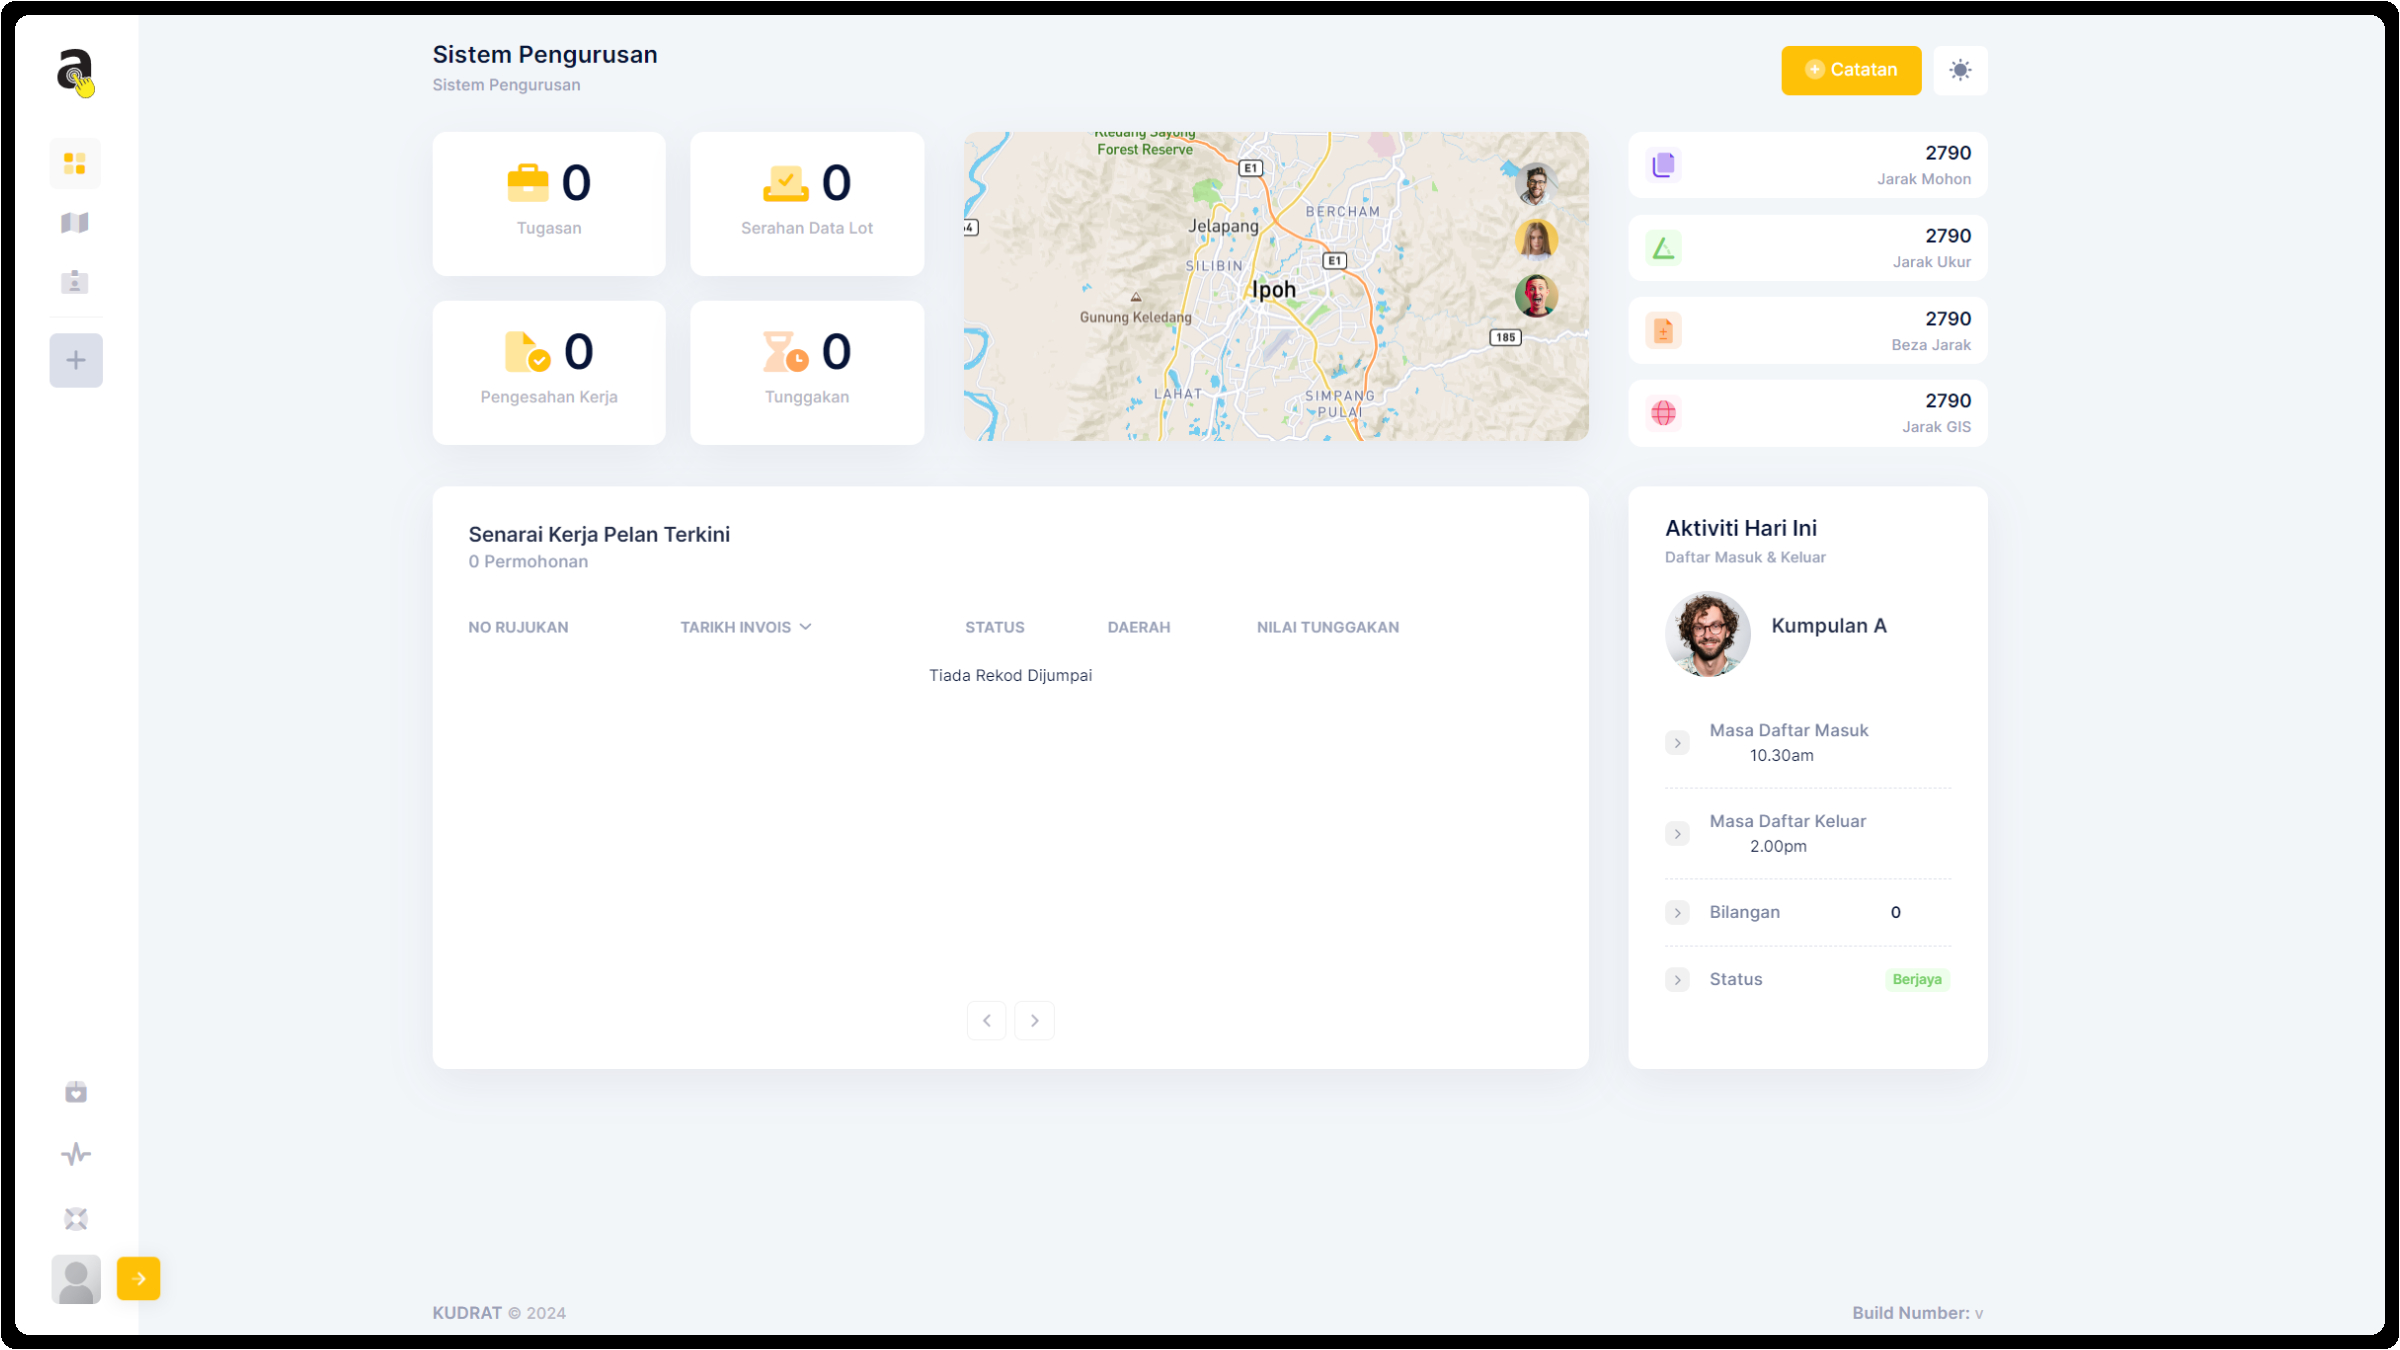 Sistem Pengurusan
Sistem Pengurusan
Catatan
0
Tugasan
0
Serahan Data Lot
0
Pengesahan Kerja
0
Tunggakan
Kledang Sayong
Forest Reserve
E1
BERCHAM
Jelapang
E1
SILIBIN
Ipoh
Gunung Keledang
185
LAHAT
SIMPANG
PULAI
2790
Jarak Mohon
2790
Jarak Ukur
2790
Beza Jarak
2790
Jarak GIS
Senarai Kerja Pelan Terkini
0 Permohonan
NO RUJUKAN TARIKH INVOIS STATUS DAERAH NILAI TUNGGAKAN
Tiada Rekod Dijumpai
Aktiviti Hari Ini
Daftar Masuk & Keluar
Kumpulan A
Masa Daftar Masuk
10.30am
Masa Daftar Keluar
2.00pm
Bilangan 0
Status Berjaya
KUDRAT © 2024
Build Number: v